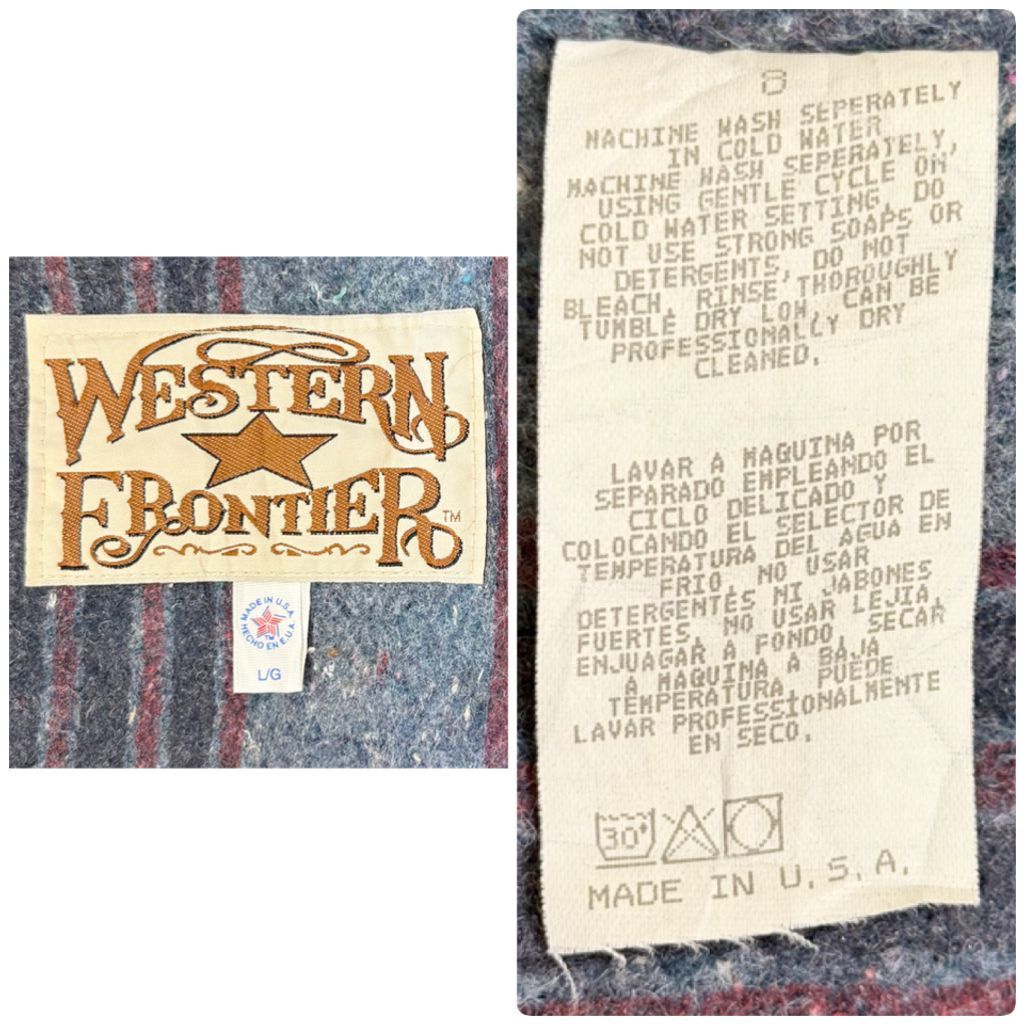 WESTERN
FRONTIER™
MADE IN U.S.A.
TM
HECHO EN E.U.A.
L/G
8
MACHINE WASH SEPERATELY
IN COLD WATER
MACHINE WASH SEPERATELY,
USING GENTLE CYCLE ON
COLD WATER SETTING, DO
NOT USE STRONG SOAPS OR
DETERGENTS, DO NOT
BLEACH, RINSE THOROUGHLY
TUMBLE DRY LOW, CAN BE
PROFESSIONALLY DRY
CLEANED.
LAVAR A MAQUINA POR
SEPARADO EMPLEANDO EL
CICLO DELICADO Y
COLOCANDO EL SELECTOR DE
TEMPERATURA DEL AGUA EN
FRIO, NO USAR
DETERGENTES NI JABONES
FUERTES, NO USAR LEJIA,
ENJUAGAR A FONDO, SECAR
A MAQUINA A BAJA
TEMPERATURA, PUEDE
LAVAR PROFESSIONALMENTE
EN SECO.
30°
MADE IN U.S.A.